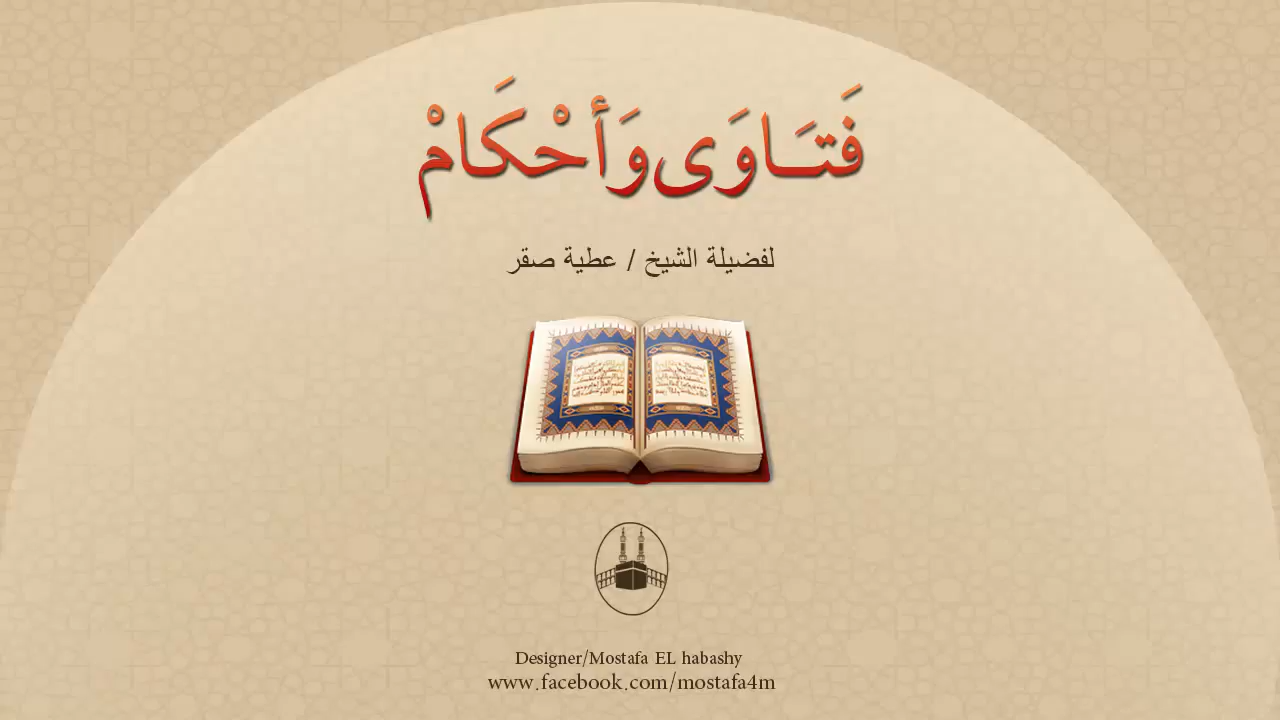 فَتَاوَى وَأَحْكَامْ
لفضيلة الشيخ / عطية صقر
Designer/Mostafa EL habashy
www.facebook.com/mostafa4m